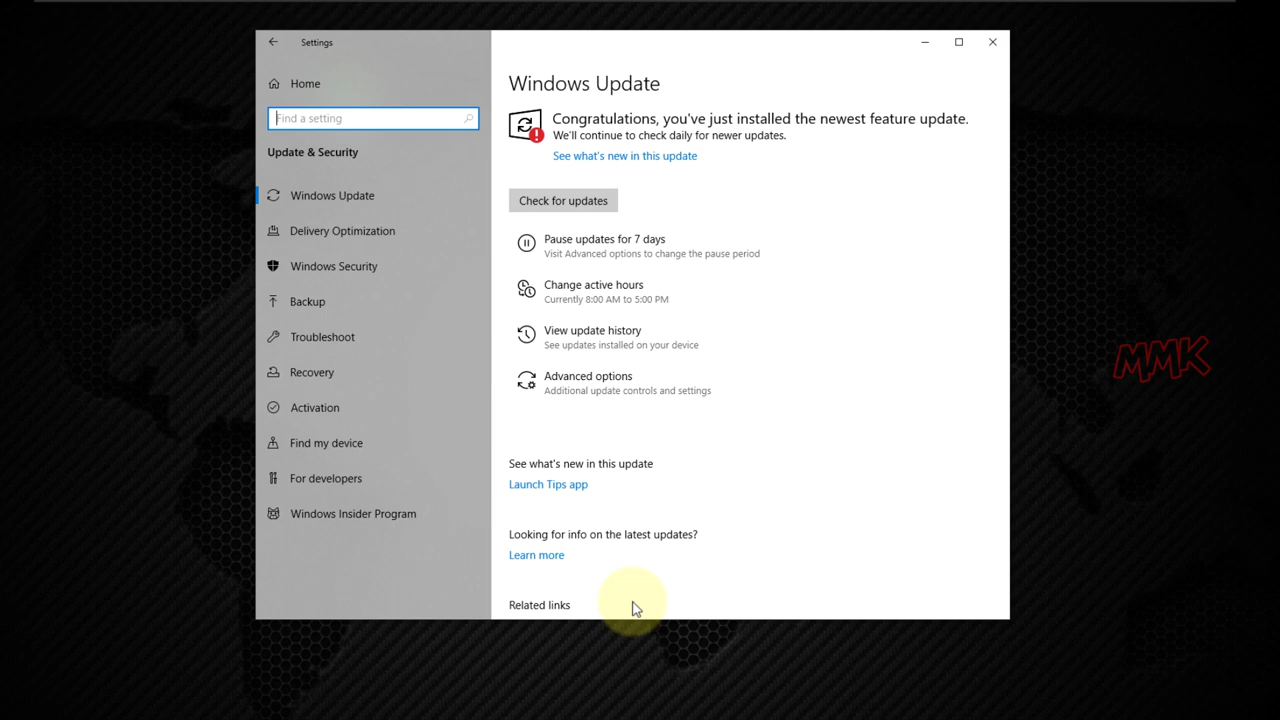 Settings
Home
Find a setting
Update & Security
Windows Update
Delivery Optimization
Windows Security
Backup
Troubleshoot
Recovery
Activation
Find my device
For developers
Windows Insider Program
Windows Update
Congratulations, you've just installed the newest feature update.
We'll continue to check daily for newer updates.
See what's new in this update
Check for updates
Pause updates for 7 days
Visit Advanced options to change the pause period
Change active hours
Currently 8:00 AM to 5:00 PM
View update history
See updates installed on your device
Advanced options
Additional update controls and settings
See what's new in this update
Launch Tips app
Looking for info on the latest updates?
Learn more
Related links
MMK